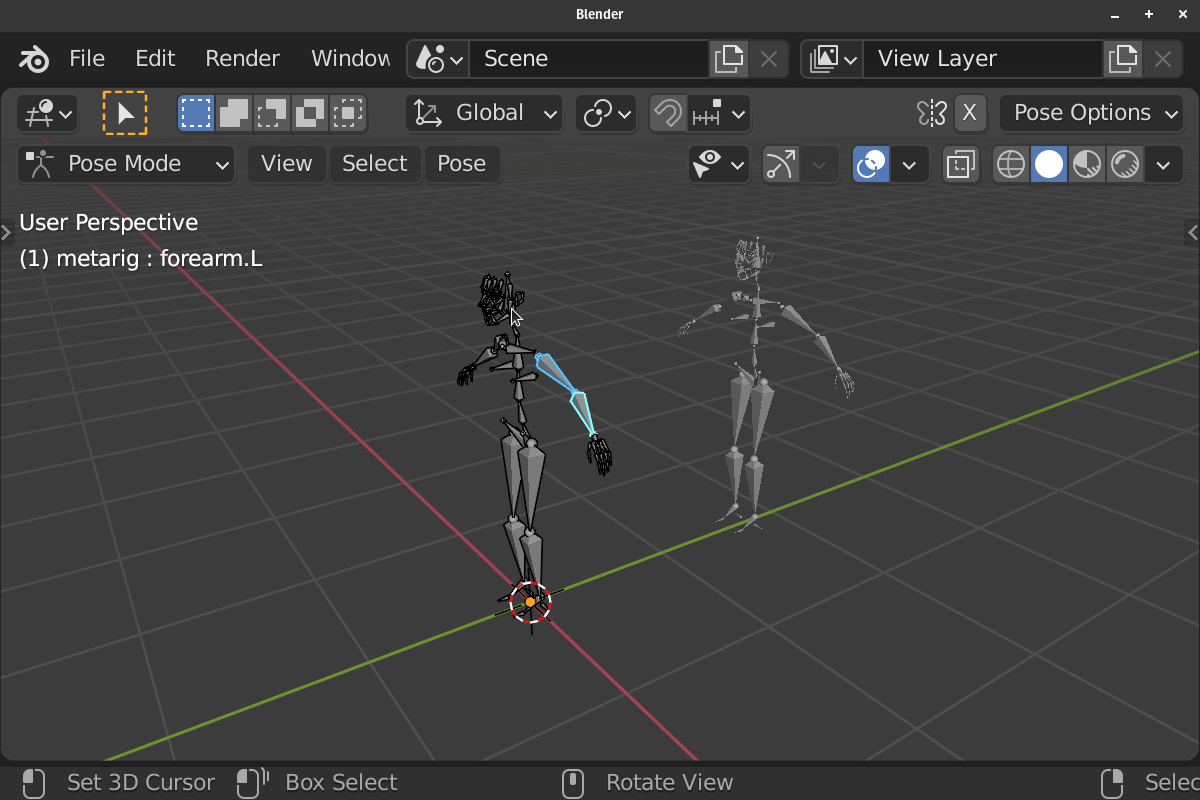 Blender
File Edit Render Window Scene View Layer
Global X Pose Options
Pose Mode View Select Pose
User Perspective
(1) metarig : forearm.L
Set 3D Cursor Box Select Rotate View Selec